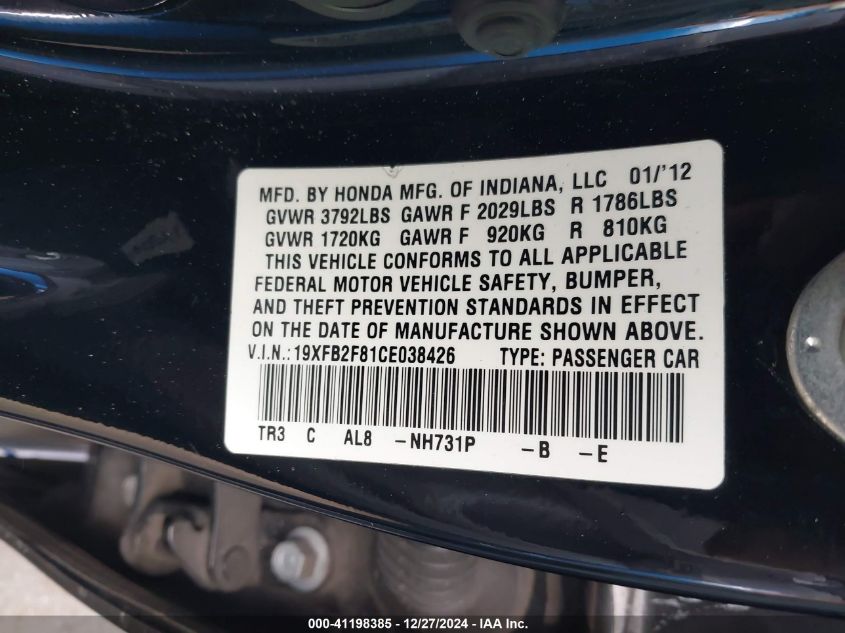 MFD. BY HONDA MFG. OF INDIANA, LLC 01/'12
GVWR 3792LBS GAWR F 2029LBS R 1786LBS
GVWR 1720KG GAWR F 920KG R 810KG
THIS VEHICLE CONFORMS TO ALL APPLICABLE
FEDERAL MOTOR VEHICLE SAFETY, BUMPER,
AND THEFT PREVENTION STANDARDS IN EFFECT
ON THE DATE OF MANUFACTURE SHOWN ABOVE.
V.I.N.:19XFB2F81CE038426 TYPE: PASSENGER CAR
TR3 C AL8 -NH731P -B -E
000-41198385 - 12/27/2024 - IAA Inc.